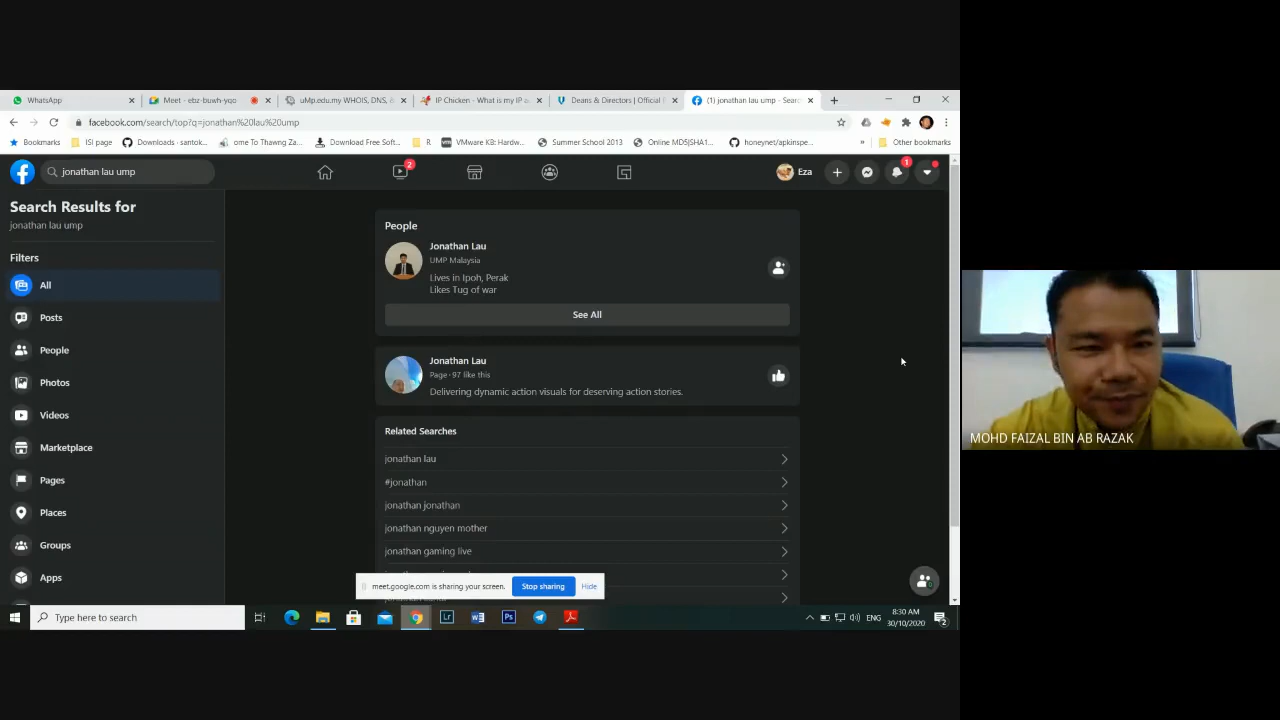 WhatsApp
Meet - ebz-buwh-yqo
uMp.edu.my WHOIS, DNS, &
IP Chicken - What is my IP a
Deans & Directors | Official
(1) jonathan lau ump - Sear
facebook.com/search/top?q=jonathan%20lau%20ump
Bookmarks
ISI page
Downloads · santok...
ome To Thawng Za...
Download Free Soft...
R
VMware KB: Hardw...
Summer School 2013
Online MD5|SHA1...
honeynet/apkinspe...
»
Other bookmarks
jonathan lau ump
2
Eza
1
Search Results for
jonathan lau ump
Filters
All
Posts
People
Photos
Videos
Marketplace
Pages
Places
Groups
Apps
People
Jonathan Lau
UMP Malaysia
Lives in Ipoh, Perak
Likes Tug of war
See All
Jonathan Lau
Page · 97 like this
Delivering dynamic action visuals for deserving action stories.
Related Searches
jonathan lau
#jonathan
jonathan jonathan
jonathan nguyen mother
jonathan gaming live
meet.google.com is sharing your screen.
Stop sharing
Hide
MOHD FAIZAL BIN AB RAZAK
Type here to search
Lr
Ps
ENG
8:30 AM
30/10/2020
2